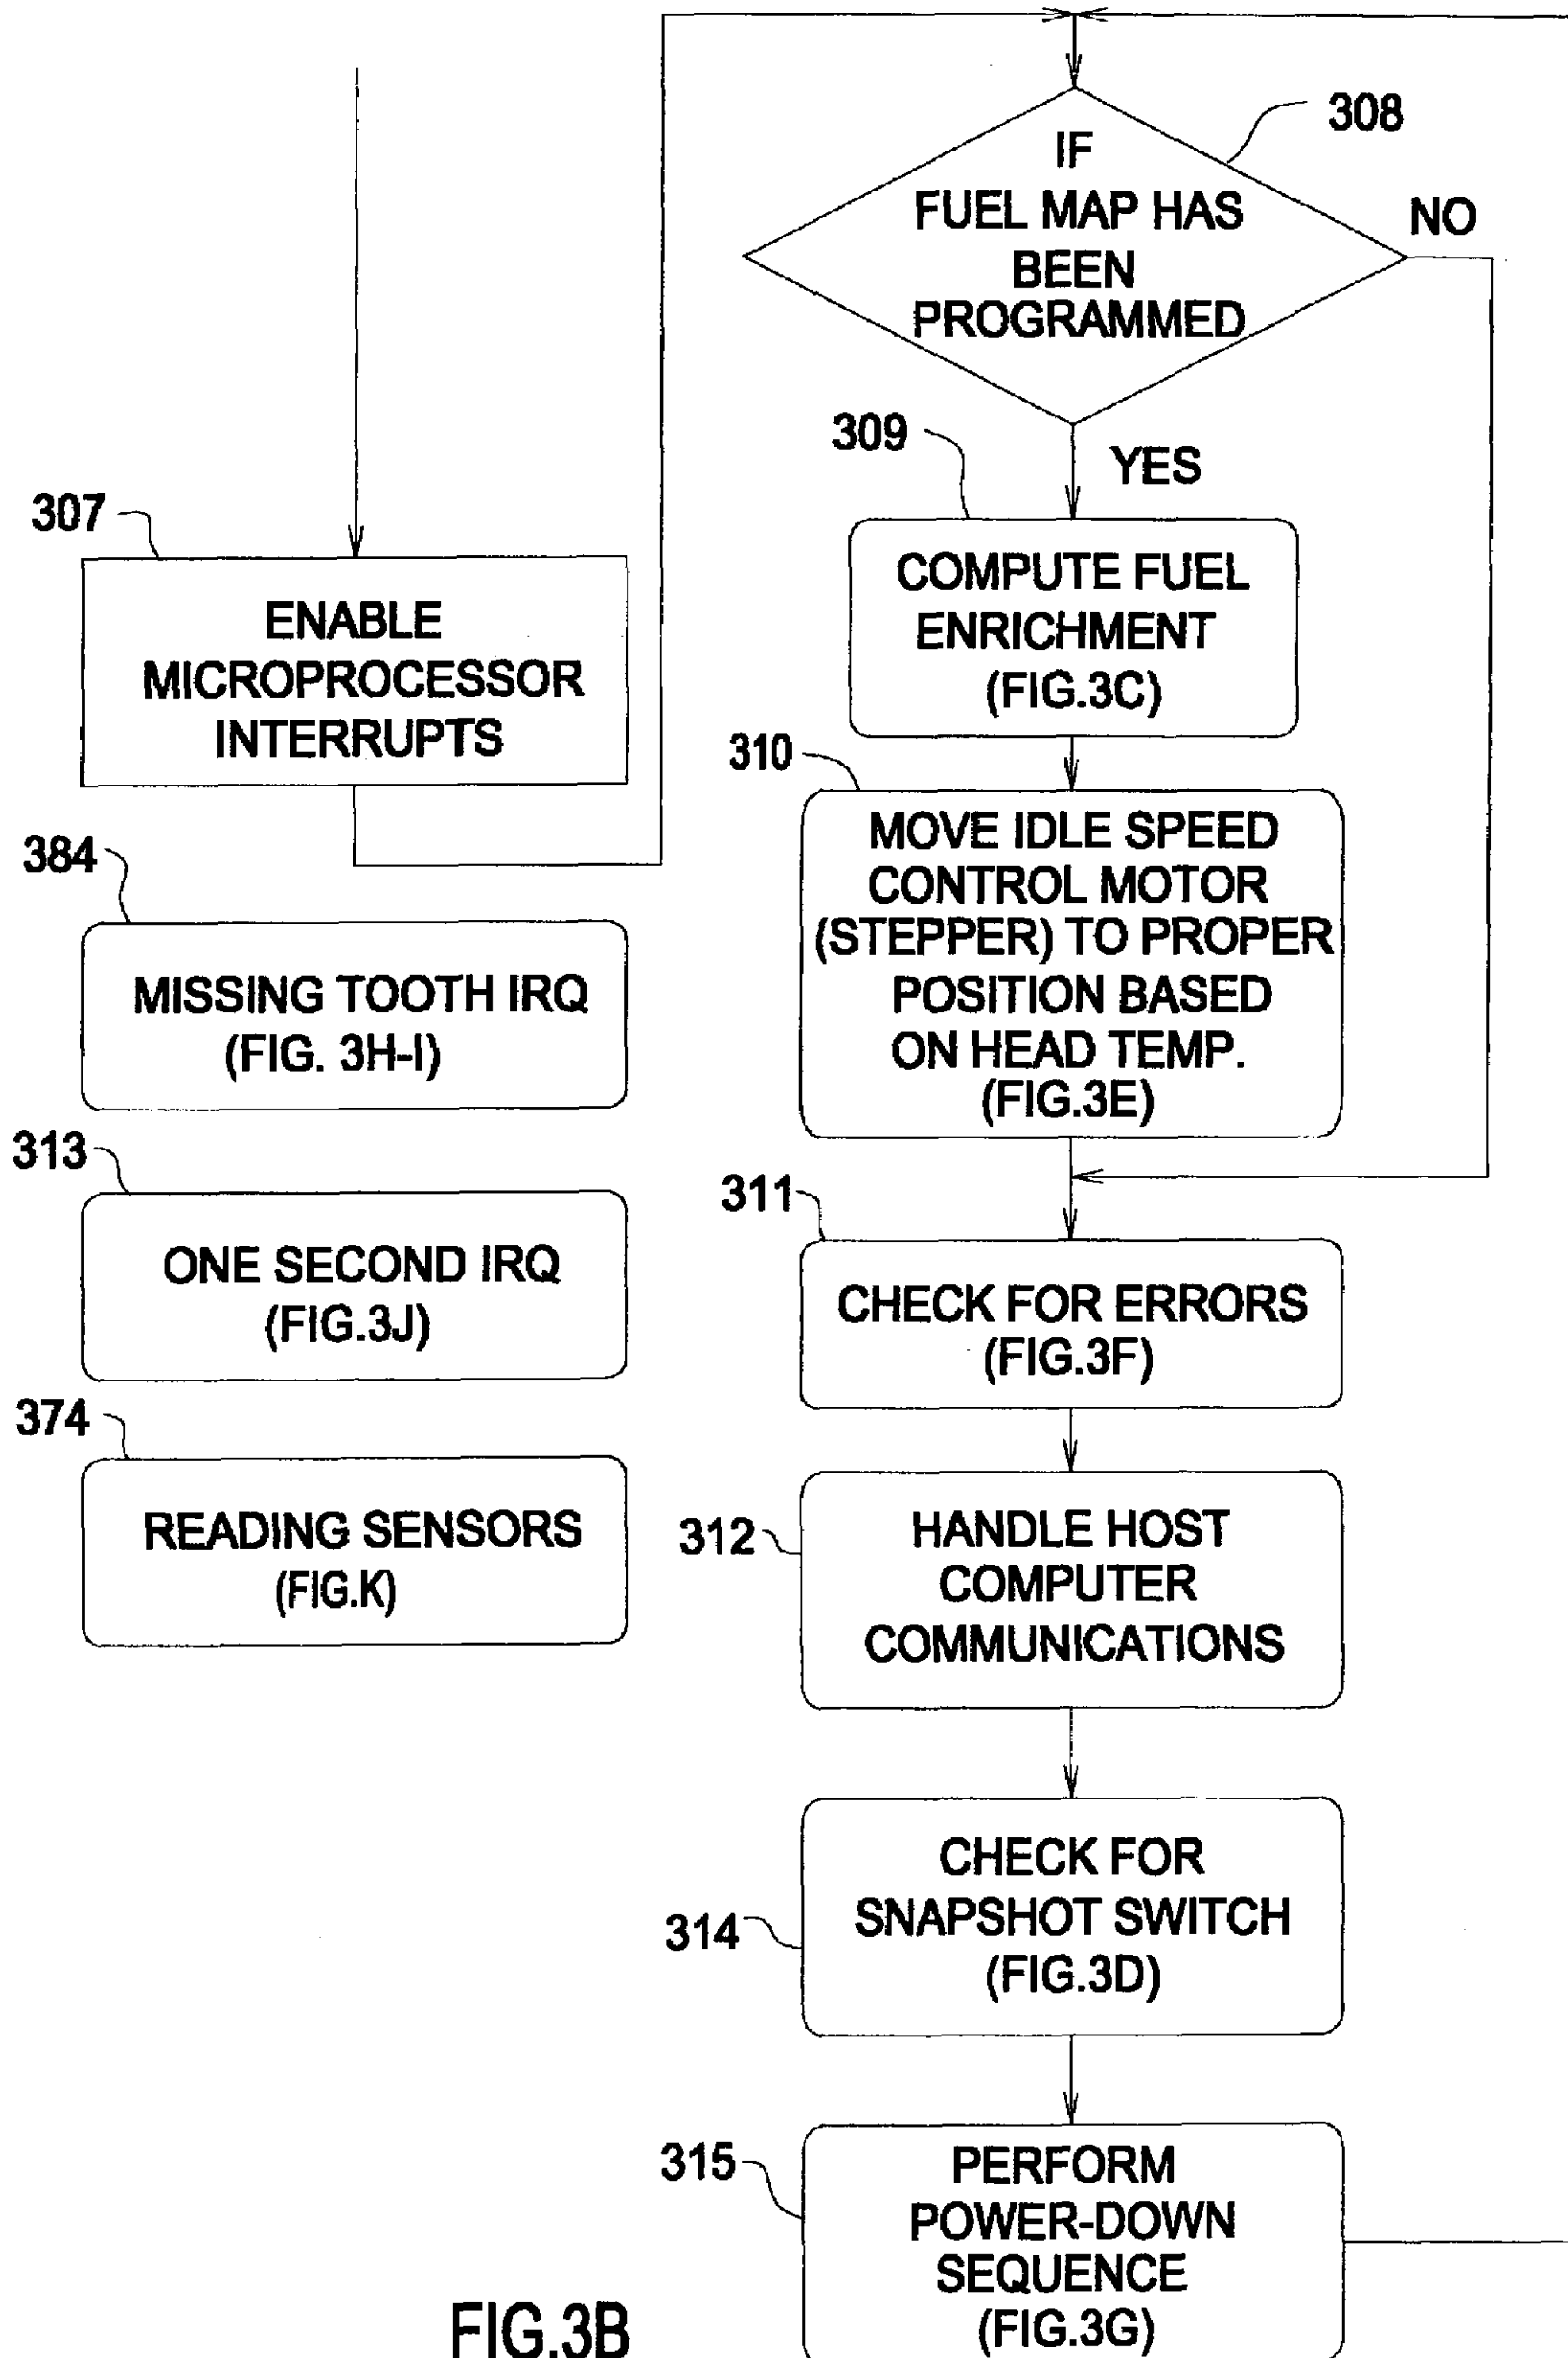 308
IF
FUEL MAP HAS
BEEN
PROGRAMMED
NO
309
YES
307
ENABLE
MICROPROCESSOR
INTERRUPTS
COMPUTE FUEL
ENRICHMENT
(FIG.3C)
310
MOVE IDLE SPEED
CONTROL MOTOR
(STEPPER) TO PROPER
POSITION BASED
ON HEAD TEMP.
(FIG.3E)
384
MISSING TOOTH IRQ
(FIG. 3H-I)
313
ONE SECOND IRQ
(FIG.3J)
311
CHECK FOR ERRORS
(FIG.3F)
374
READING SENSORS
(FIG.K)
312
HANDLE HOST
COMPUTER
COMMUNICATIONS
314
CHECK FOR
SNAPSHOT SWITCH
(FIG.3D)
315
PERFORM
POWER-DOWN
SEQUENCE
(FIG.3G)
FIG.3B